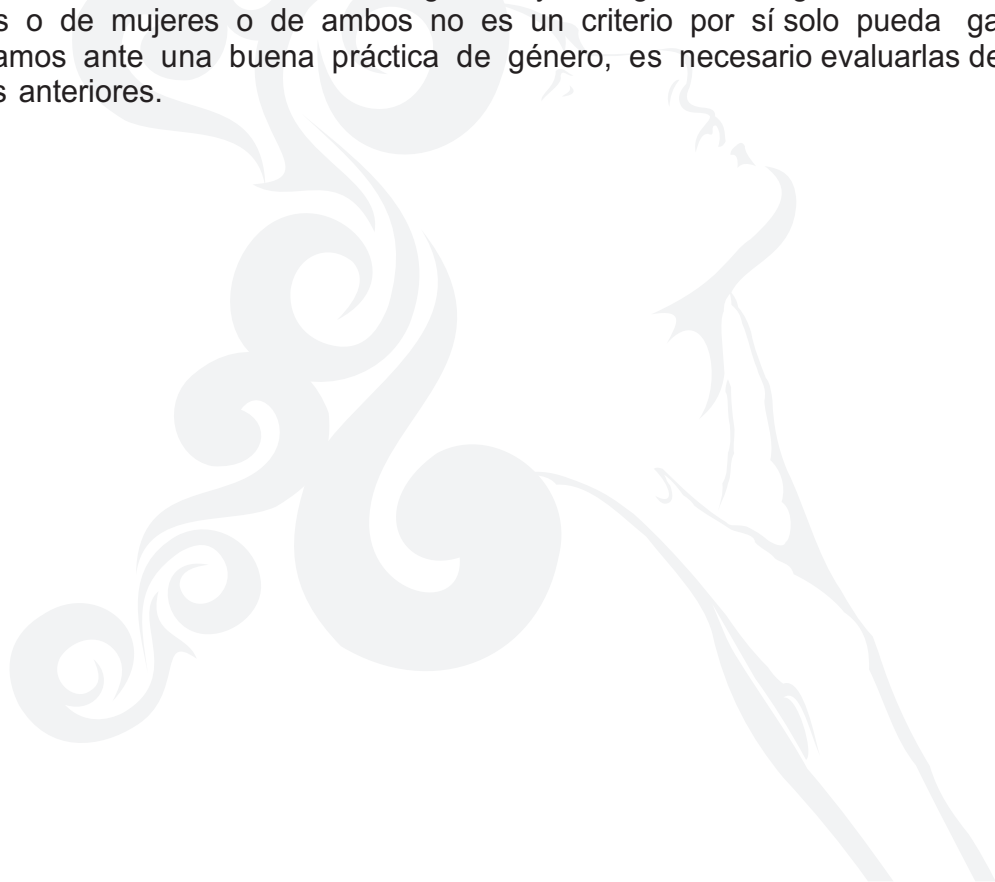 s o de mujeres o de ambos no es un criterio por sí solo pueda ga
amos ante una buena práctica de género, es necesario evaluarlas de
s anteriores.